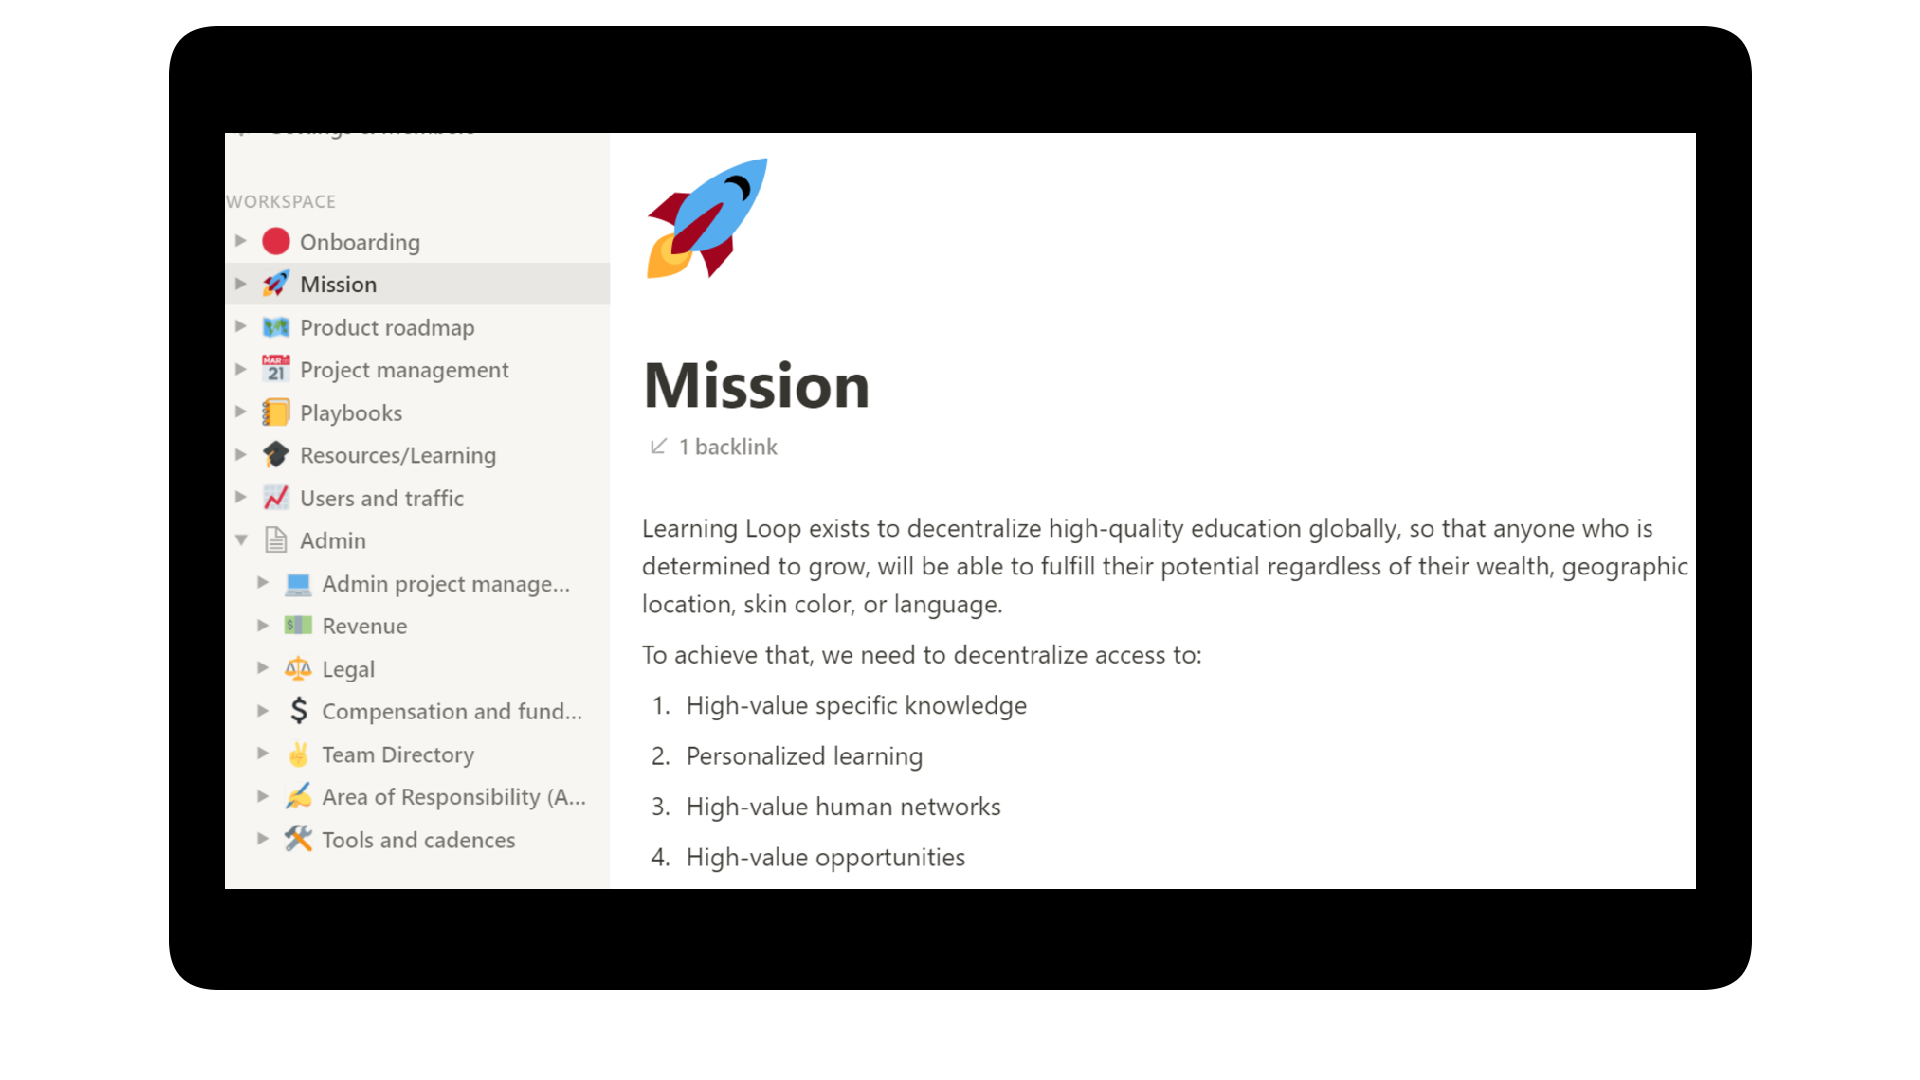 Settings & Members
WORKSPACE
Onboarding
Mission
Product roadmap
Project management
Playbooks
Resources/Learning
Users and traffic
Admin
Admin project manage...
Revenue
Legal
Compensation and fund...
Team Directory
Area of Responsibility (A...
Tools and cadences
Mission
1 backlink
Learning Loop exists to decentralize high-quality education globally, so that anyone who is
determined to grow, will be able to fulfill their potential regardless of their wealth, geographic
location, skin color, or language.
To achieve that, we need to decentralize access to:
1. High-value specific knowledge
2. Personalized learning
3. High-value human networks
4. High-value opportunities